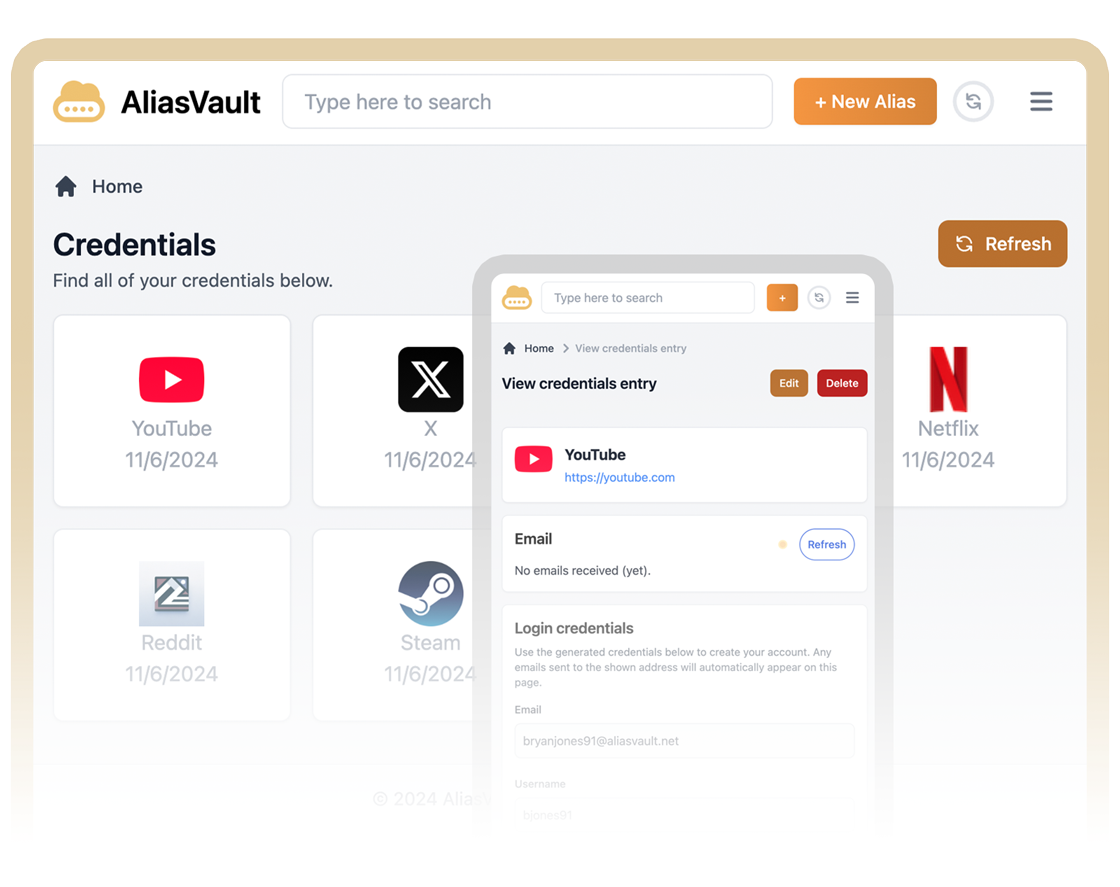 AliasVault
Type here to search
+ New Alias
Home
Credentials
Find all of your credentials below.
Refresh
YouTube
11/6/2024
X
11/6/2024
Netflix
11/6/2024
Reddit
11/6/2024
Steam
11/6/2024
© 2024 AliasV
Type here to search
+
Home > View credentials entry
View credentials entry
Edit
Delete
YouTube
https://youtube.com
Email
Refresh
No emails received (yet).
Login credentials
Use the generated credentials below to create your account. Any
emails sent to the shown address will automatically appear on this
page.
Email
bryanjones91@aliasvault.net
Username
bjones91